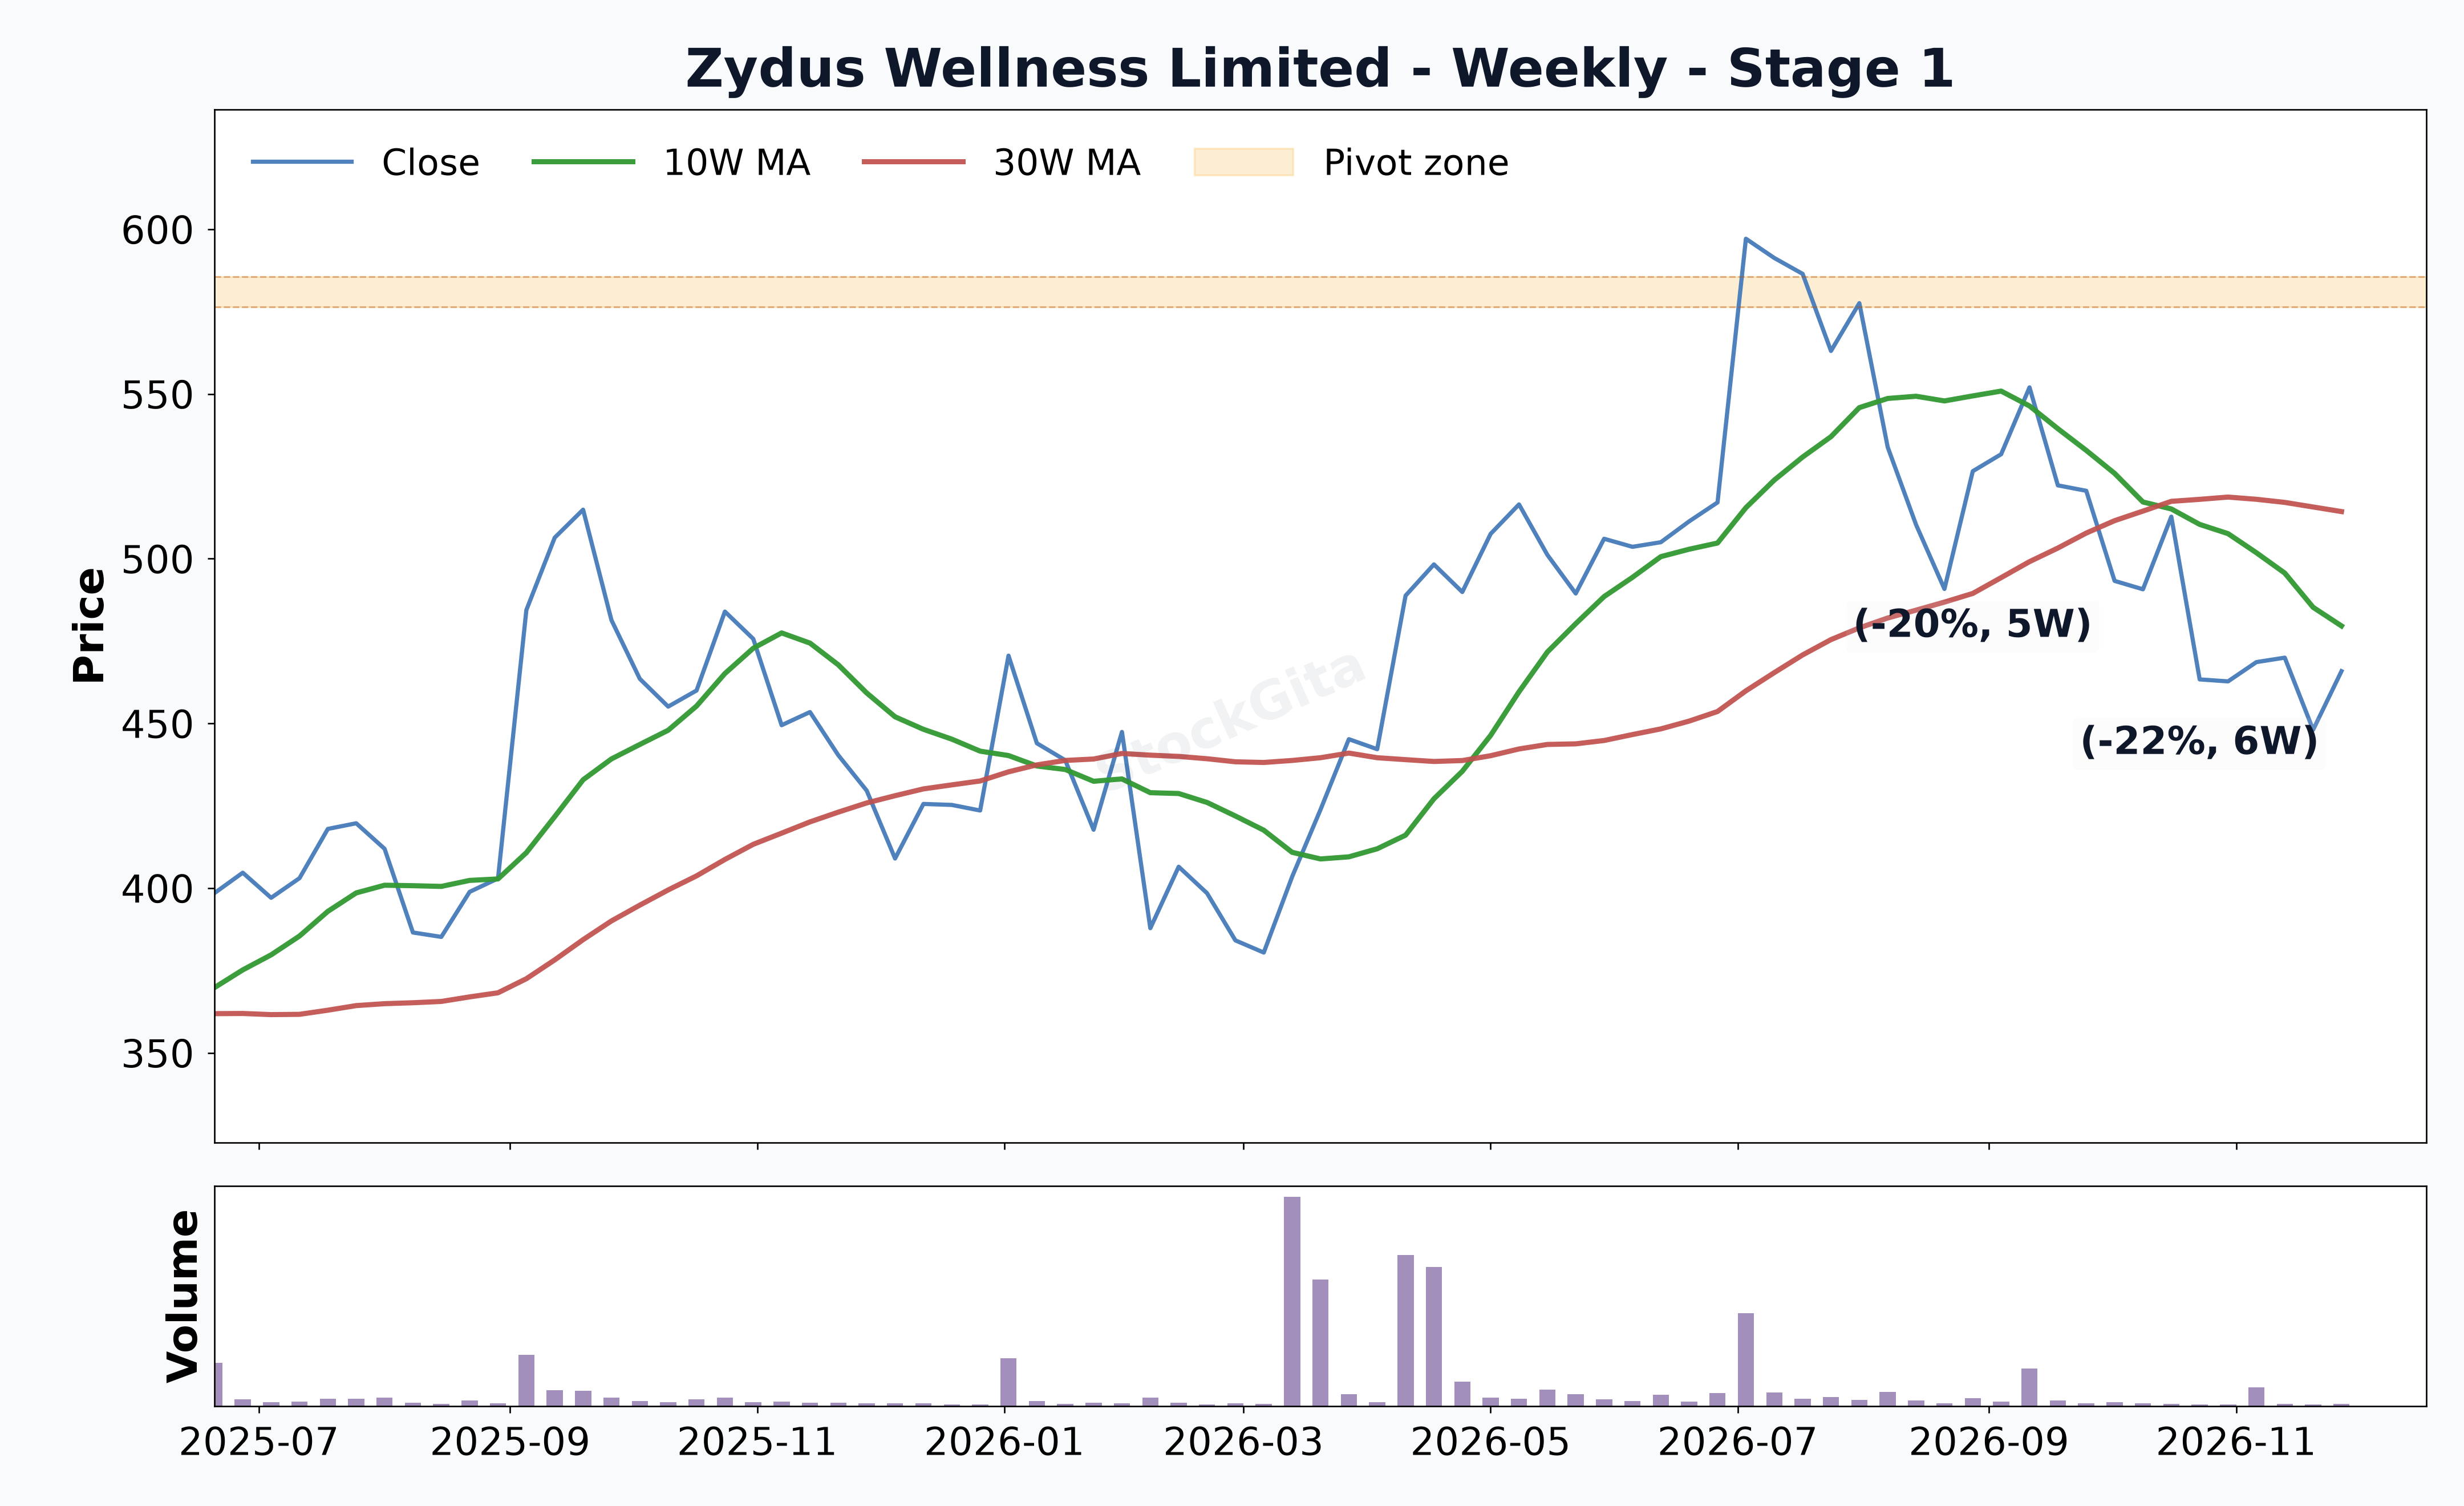 Zydus Wellness Limited - Weekly - Stage 1
Close 10W MA 30W MA Pivot zone
600
550
500
450
400
350
Price
(-20%, 5W)
(-22%, 6W)
StockGita
Volume
2025-07 2025-09 2025-11 2026-01 2026-03 2026-05 2026-07 2026-09 2026-11